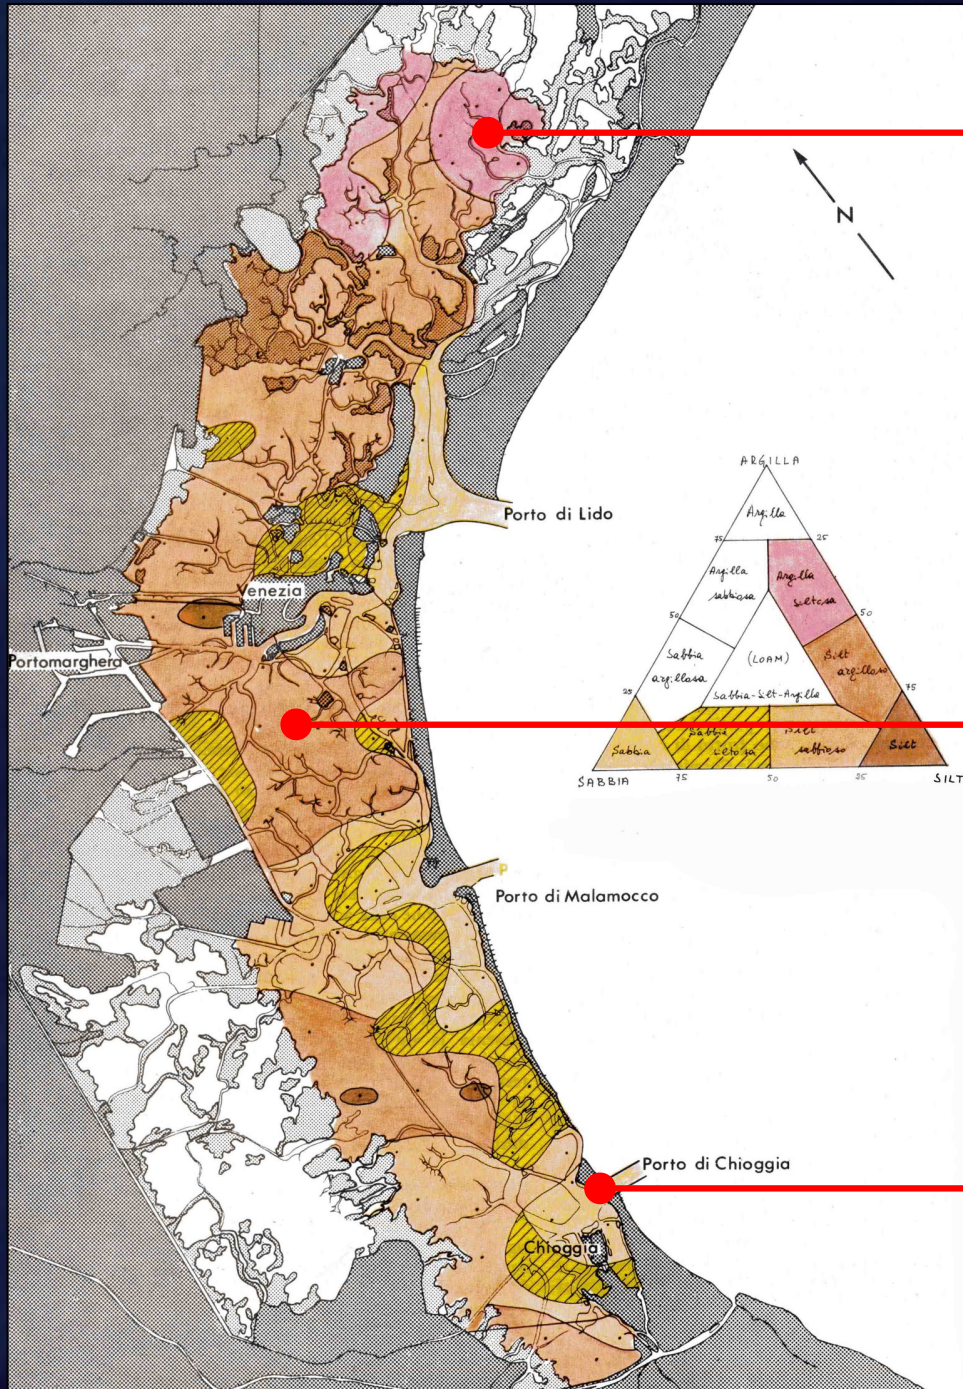 N
Porto di Lido
Venezia
Portomarghera
ARGILLA
Argilla
75
25
Argilla
sabbiosa
Argilla
siltosa
50
50
Sabbia
argillosa
(LOAM)
Silt
argilloso
Sabbia-Silt-Argilla
25
75
Sabbia
Sabbia
siltosa
Silt
sabbioso
Silt
SABBIA
75
50
25
SILT
P
Porto di Malamocco
Porto di Chioggia
Chioggia